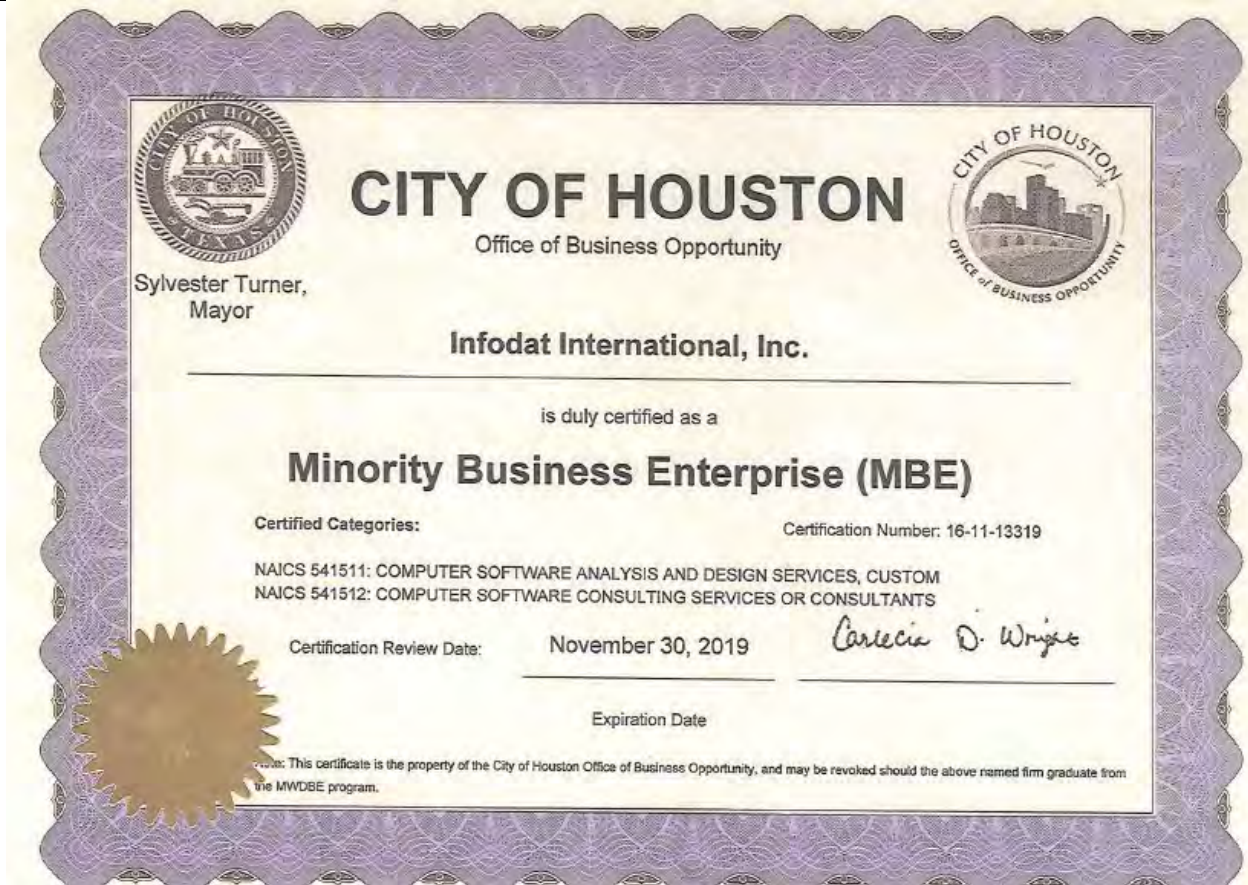 CITY OF HOUSTON
TEXAS
CITY OF HOUSTON
OFFICE of BUSINESS OPPORTUNITY
CITY OF HOUSTON
Office of Business Opportunity
Sylvester Turner,
Mayor
Infodat International, Inc.
is duly certified as a
Minority Business Enterprise (MBE)
Certified Categories:
Certification Number: 16-11-13319
NAICS 541511: COMPUTER SOFTWARE ANALYSIS AND DESIGN SERVICES, CUSTOM
NAICS 541512: COMPUTER SOFTWARE CONSULTING SERVICES OR CONSULTANTS
Certification Review Date:
November 30, 2019
Carlecia D. Wright
Expiration Date
This certificate is the property of the City of Houston Office of Business Opportunity, and may be revoked should the above named firm graduate from
the MWDBE program.